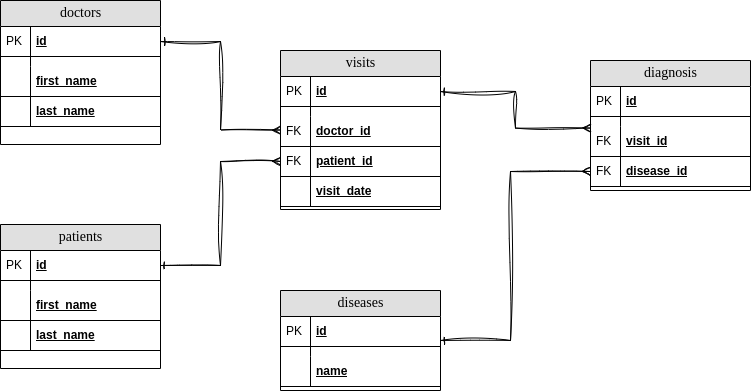 doctors
PK id
first_name
last_name
visits
PK id
FK doctor_id
FK patient_id
visit_date
diagnosis
PK id
FK visit_id
FK disease_id
patients
PK id
first_name
last_name
diseases
PK id
name